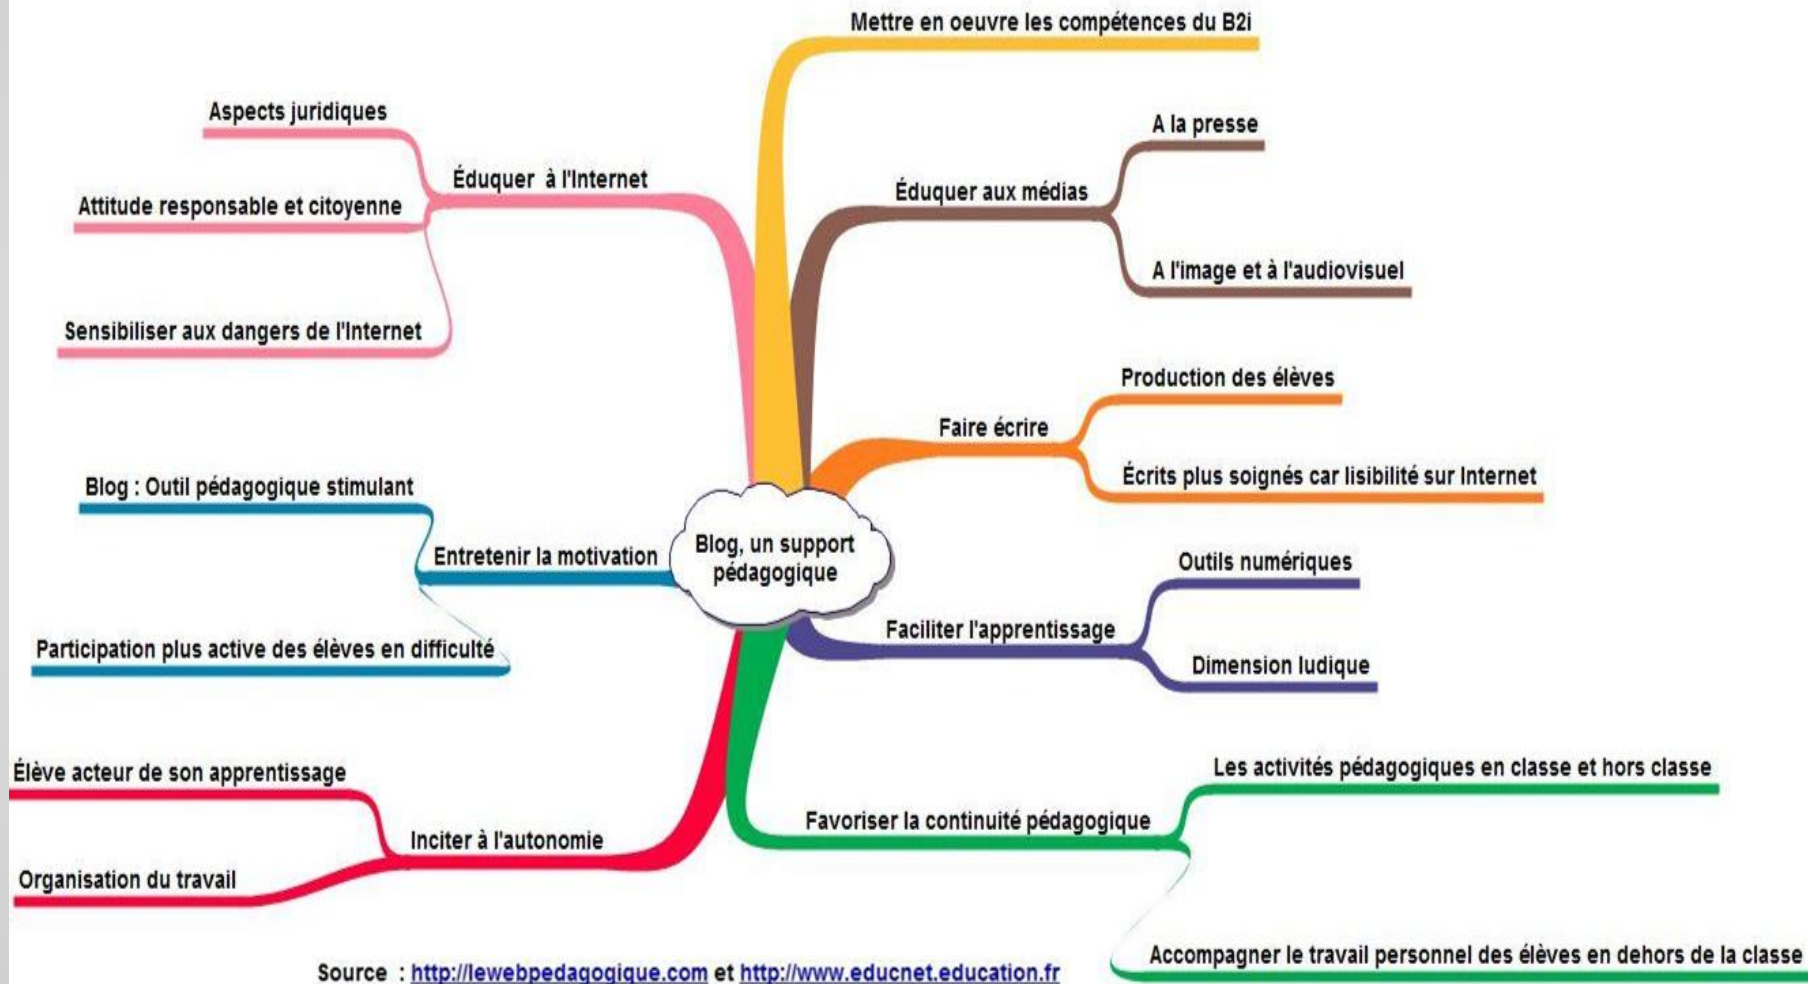 Mettre en oeuvre les compétences du B2i
Aspects juridiques
A la presse
Éduquer à l'Internet
Éduquer aux médias
Attitude responsable et citoyenne
A l'image et à l'audiovisuel
Sensibiliser aux dangers de l'Internet
Production des élèves
Faire écrire
Écrits plus soignés car lisibilité sur Internet
Blog : Outil pédagogique stimulant
Entretenir la motivation
Blog, un support
pédagogique
Outils numériques
Faciliter l'apprentissage
Dimension ludique
Participation plus active des élèves en difficulté
Élève acteur de son apprentissage
Les activités pédagogiques en classe et hors classe
Inciter à l'autonomie
Favoriser la continuité pédagogique
Organisation du travail
Accompagner le travail personnel des élèves en dehors de la classe
Source : http://lewebpedagogique.com et http://www.educnet.education.fr